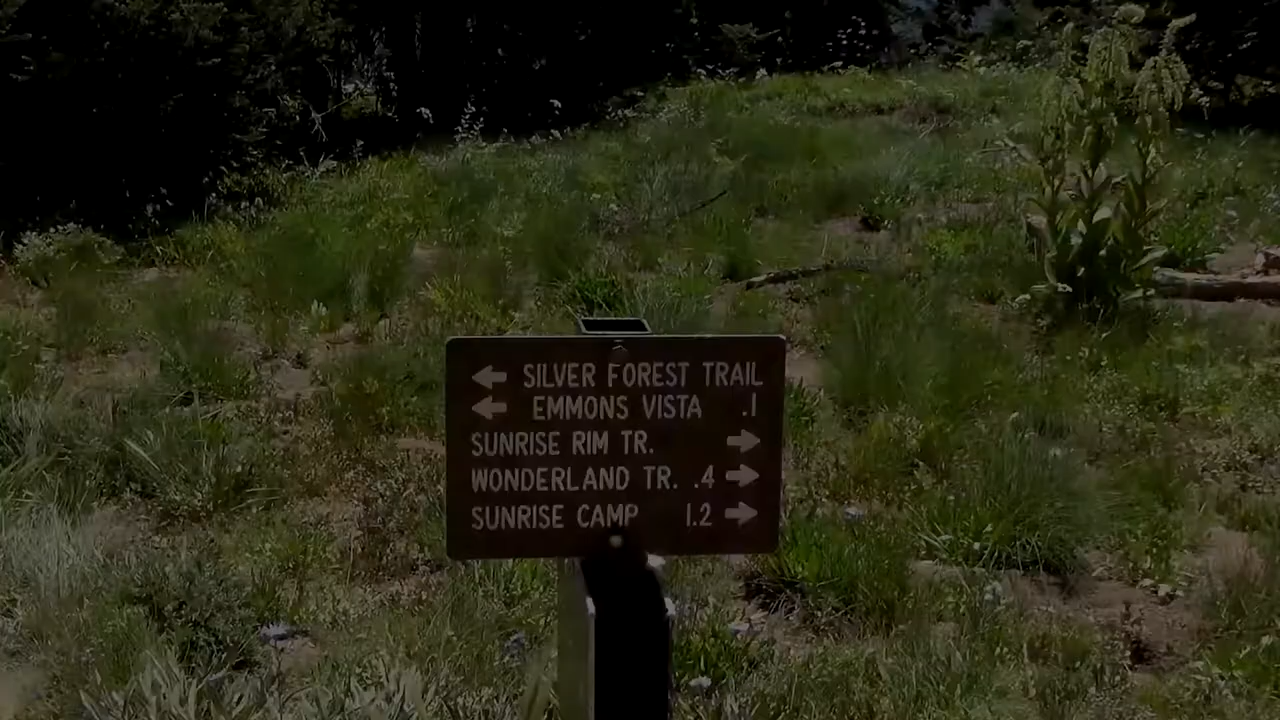 ← SILVER FOREST TRAIL
← EMMONS VISTA .1
SUNRISE RIM TR. →
WONDERLAND TR. .4 →
SUNRISE CAMP 1.2 →